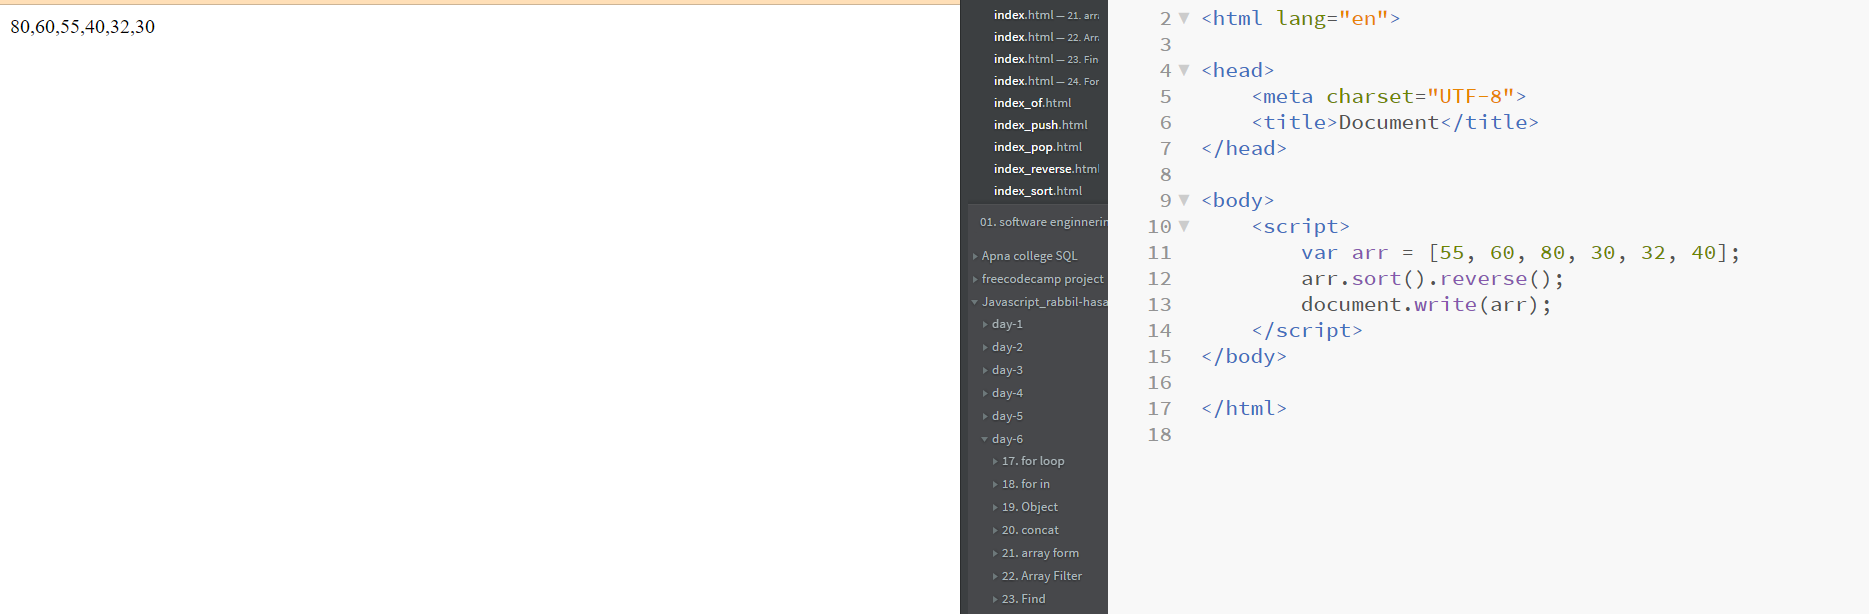 80,60,55,40,32,30
index.html — 21. arr
index.html — 22. Arr
index.html — 23. Fin
index.html — 24. For
index_of.html
index_push.html
index_pop.html
index_reverse.html
index_sort.html
01. software enginnerin
Apna college SQL
freecodecamp project
Javascript_rabbil-hasa
day-1
day-2
day-3
day-4
day-5
day-6
17. for loop
18. for in
19. Object
20. concat
21. array form
22. Array Filter
23. Find
2 <html lang="en">
3
4 <head>
5     <meta charset="UTF-8">
6     <title>Document</title>
7 </head>
8
9 <body>
10     <script>
11         var arr = [55, 60, 80, 30, 32, 40];
12         arr.sort().reverse();
13         document.write(arr);
14     </script>
15 </body>
16
17 </html>
18